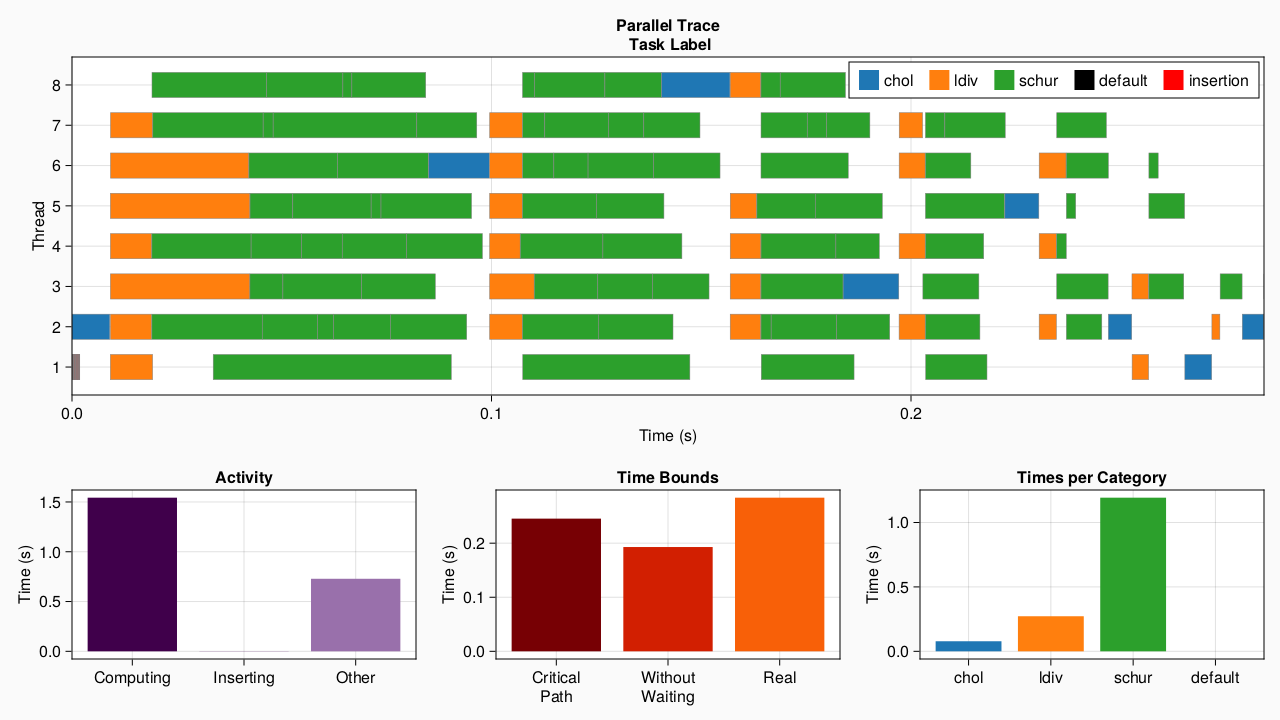 Parallel Trace
Task Label
chol ldiv schur default insertion
Thread
8
7
6
5
4
3
2
1
0.0 0.1 0.2
Time (s)
Activity
Time (s)
1.5
1.0
0.5
0.0
Computing Inserting Other
Time Bounds
Time (s)
0.2
0.1
0.0
Critical Path Without Waiting Real
Times per Category
Time (s)
1.0
0.5
0.0
chol ldiv schur default